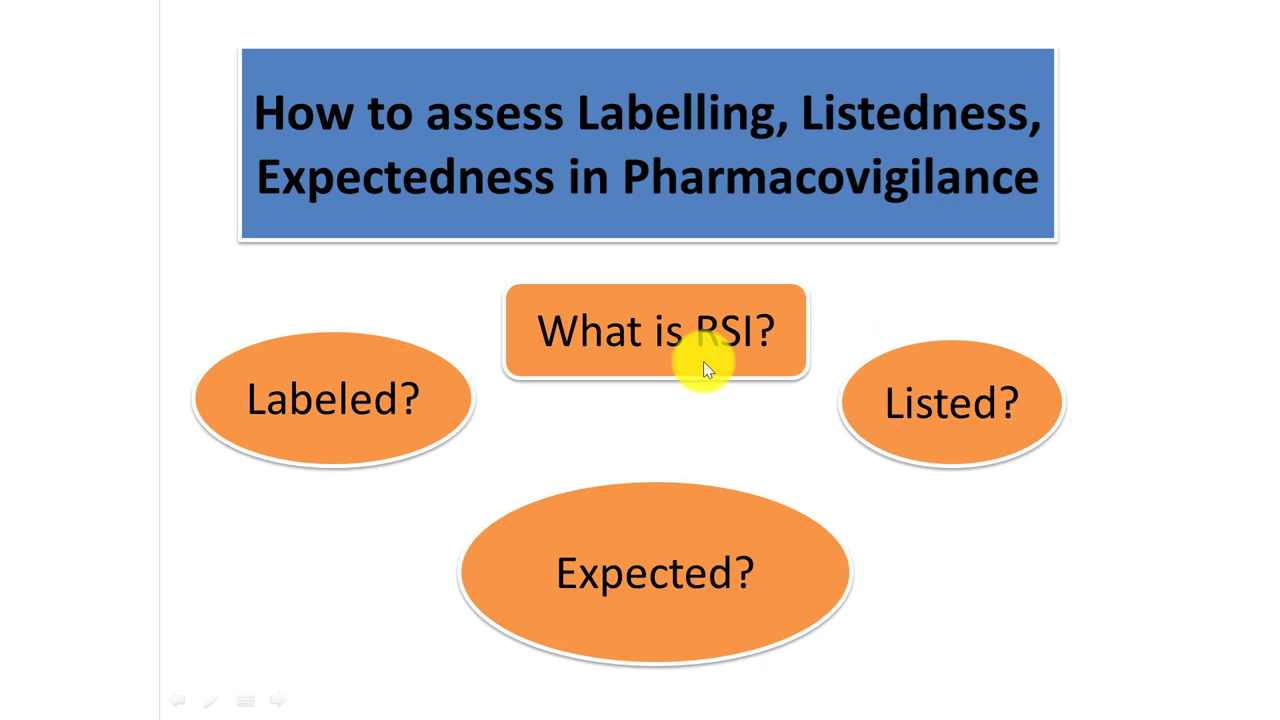 How to assess Labelling, Listedness,
Expectedness in Pharmacovigilance
What is RSI?
Labeled?
Listed?
Expected?